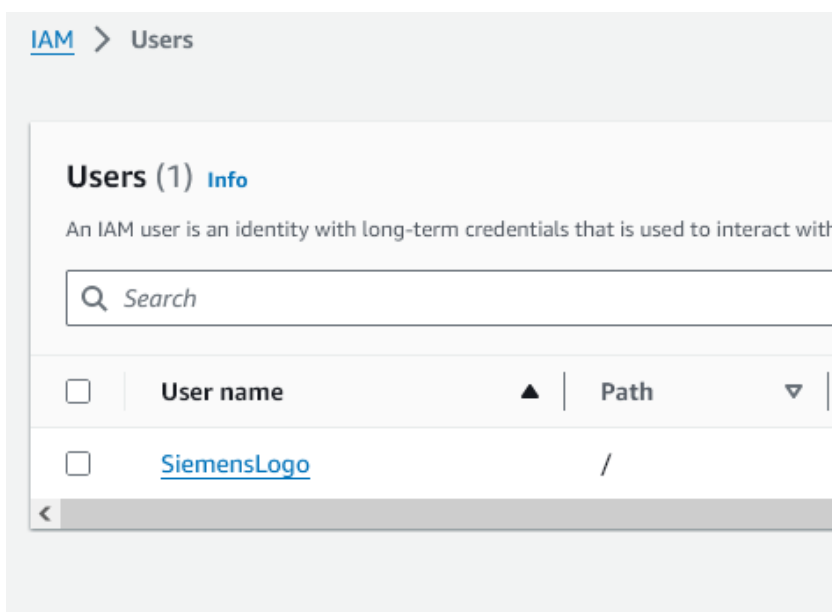 IAM > Users
Users (1) Info
An IAM user is an identity with long-term credentials that is used to interact with
Search
User name Path
SiemensLogo /